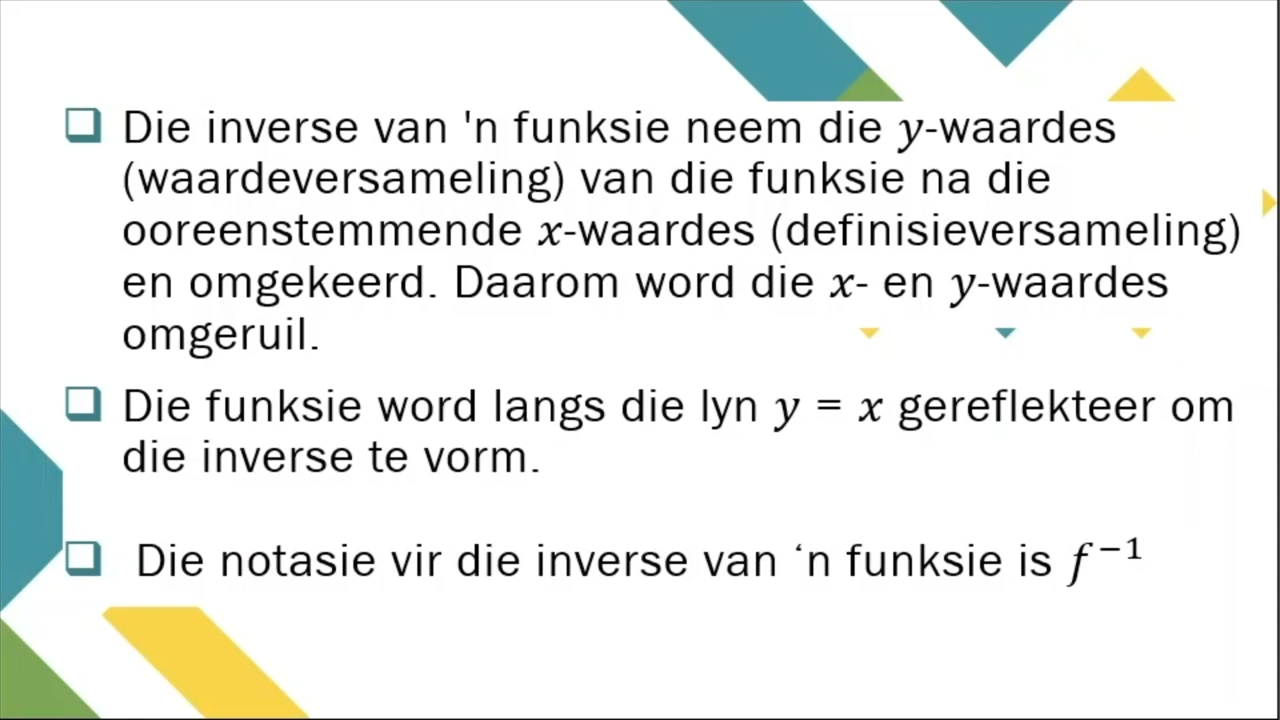 Die inverse van 'n funksie neem die y-waardes
(waardeversameling) van die funksie na die
ooreenstemmende x-waardes (definisieversameling)
en omgekeerd. Daarom word die x- en y-waardes
omgeruil.
Die funksie word langs die lyn y = x gereflekteer om
die inverse te vorm.
Die notasie vir die inverse van ‘n funksie is f⁻¹